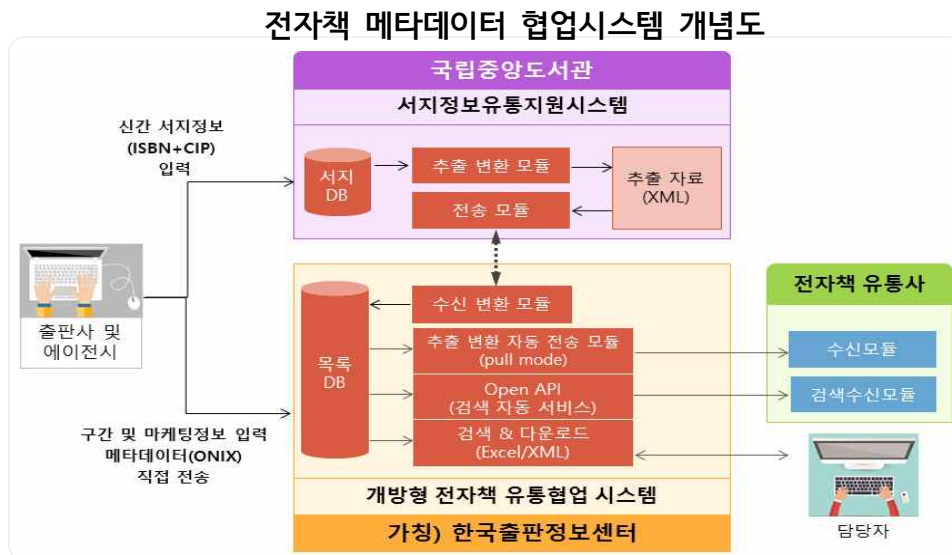 전자책 메타데이터 협업시스템 개념도
국립중앙도서관
서지정보유통지원시스템
신간 서지정보
(ISBN+CIP)
입력
서지
DB
추출 변환 모듈
전송 모듈
추출 자료
(XML)
출판사 및
에이전시
구간 및 마케팅정보 입력
메타데이터(ONIX)
직접 전송
목록
DB
수신 변환 모듈
추출 변환 자동 전송 모듈
(pull mode)
Open API
(검색 자동 서비스)
검색 & 다운로드
(Excel/XML)
개방형 전자책 유통협업 시스템
가칭) 한국출판정보센터
전자책 유통사
수신모듈
검색수신모듈
담당자